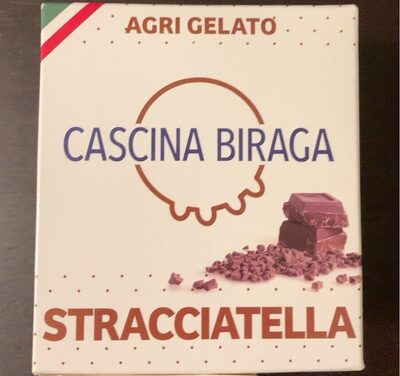 AGRI GELATO
CASCINA BIRAGA
STRACCIATELLA